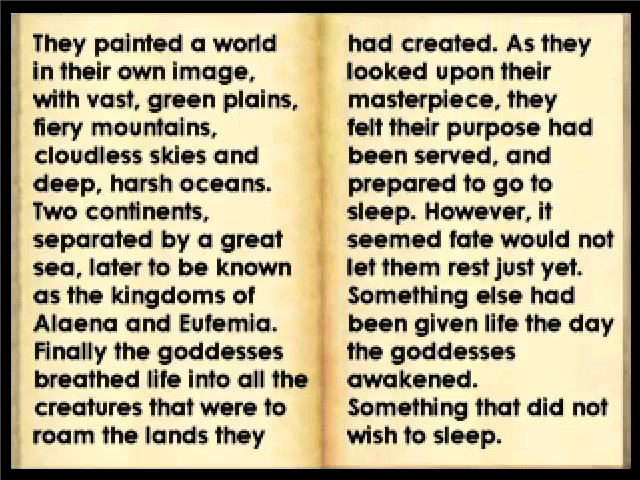 They painted a world
in their own image,
with vast, green plains,
fiery mountains,
cloudless skies and
deep, harsh oceans.
Two continents,
separated by a great
sea, later to be known
as the kingdoms of
Alaena and Eufemia.
Finally the goddesses
breathed life into all the
creatures that were to
roam the lands they
had created. As they
looked upon their
masterpiece, they
felt their purpose had
been served, and
prepared to go to
sleep. However, it
seemed fate would not
let them rest just yet.
Something else had
been given life the day
the goddesses
awakened.
Something that did not
wish to sleep.